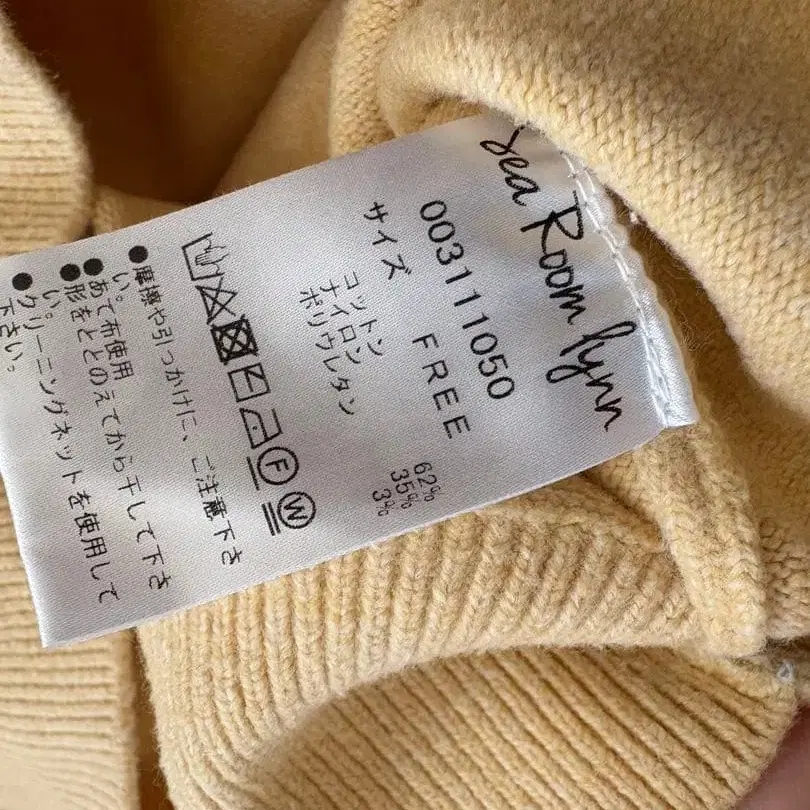 Sea Room lynn
003111050
サイズ FREE
コットン 62%
ナイロン 35%
ポリウレタン 3%
F W
●摩擦や引っかけに、ご注意下さ
い。
●あて布使用
●形をととのえてから干して下さ
い。
●クリーニングネットを使用して
下さい。